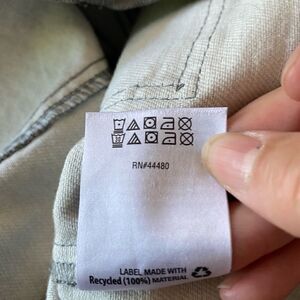 RN#44480
LABEL MADE WITH
Recycled (100%) MATERIAL